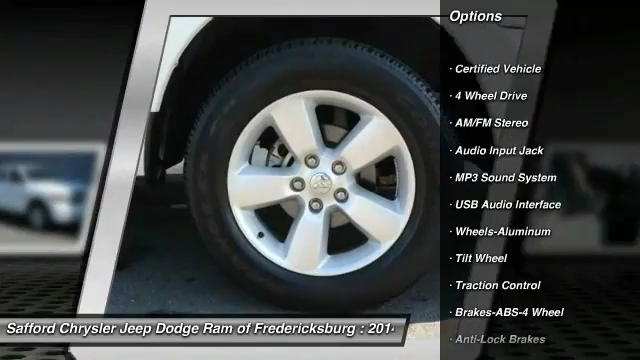 Options
· Certified Vehicle
· 4 Wheel Drive
· AM/FM Stereo
· Audio Input Jack
· MP3 Sound System
· USB Audio Interface
· Wheels-Aluminum
· Tilt Wheel
· Traction Control
· Brakes-ABS-4 Wheel
· Anti-Lock Brakes
Safford Chrysler Jeep Dodge Ram of Fredericksburg : 201